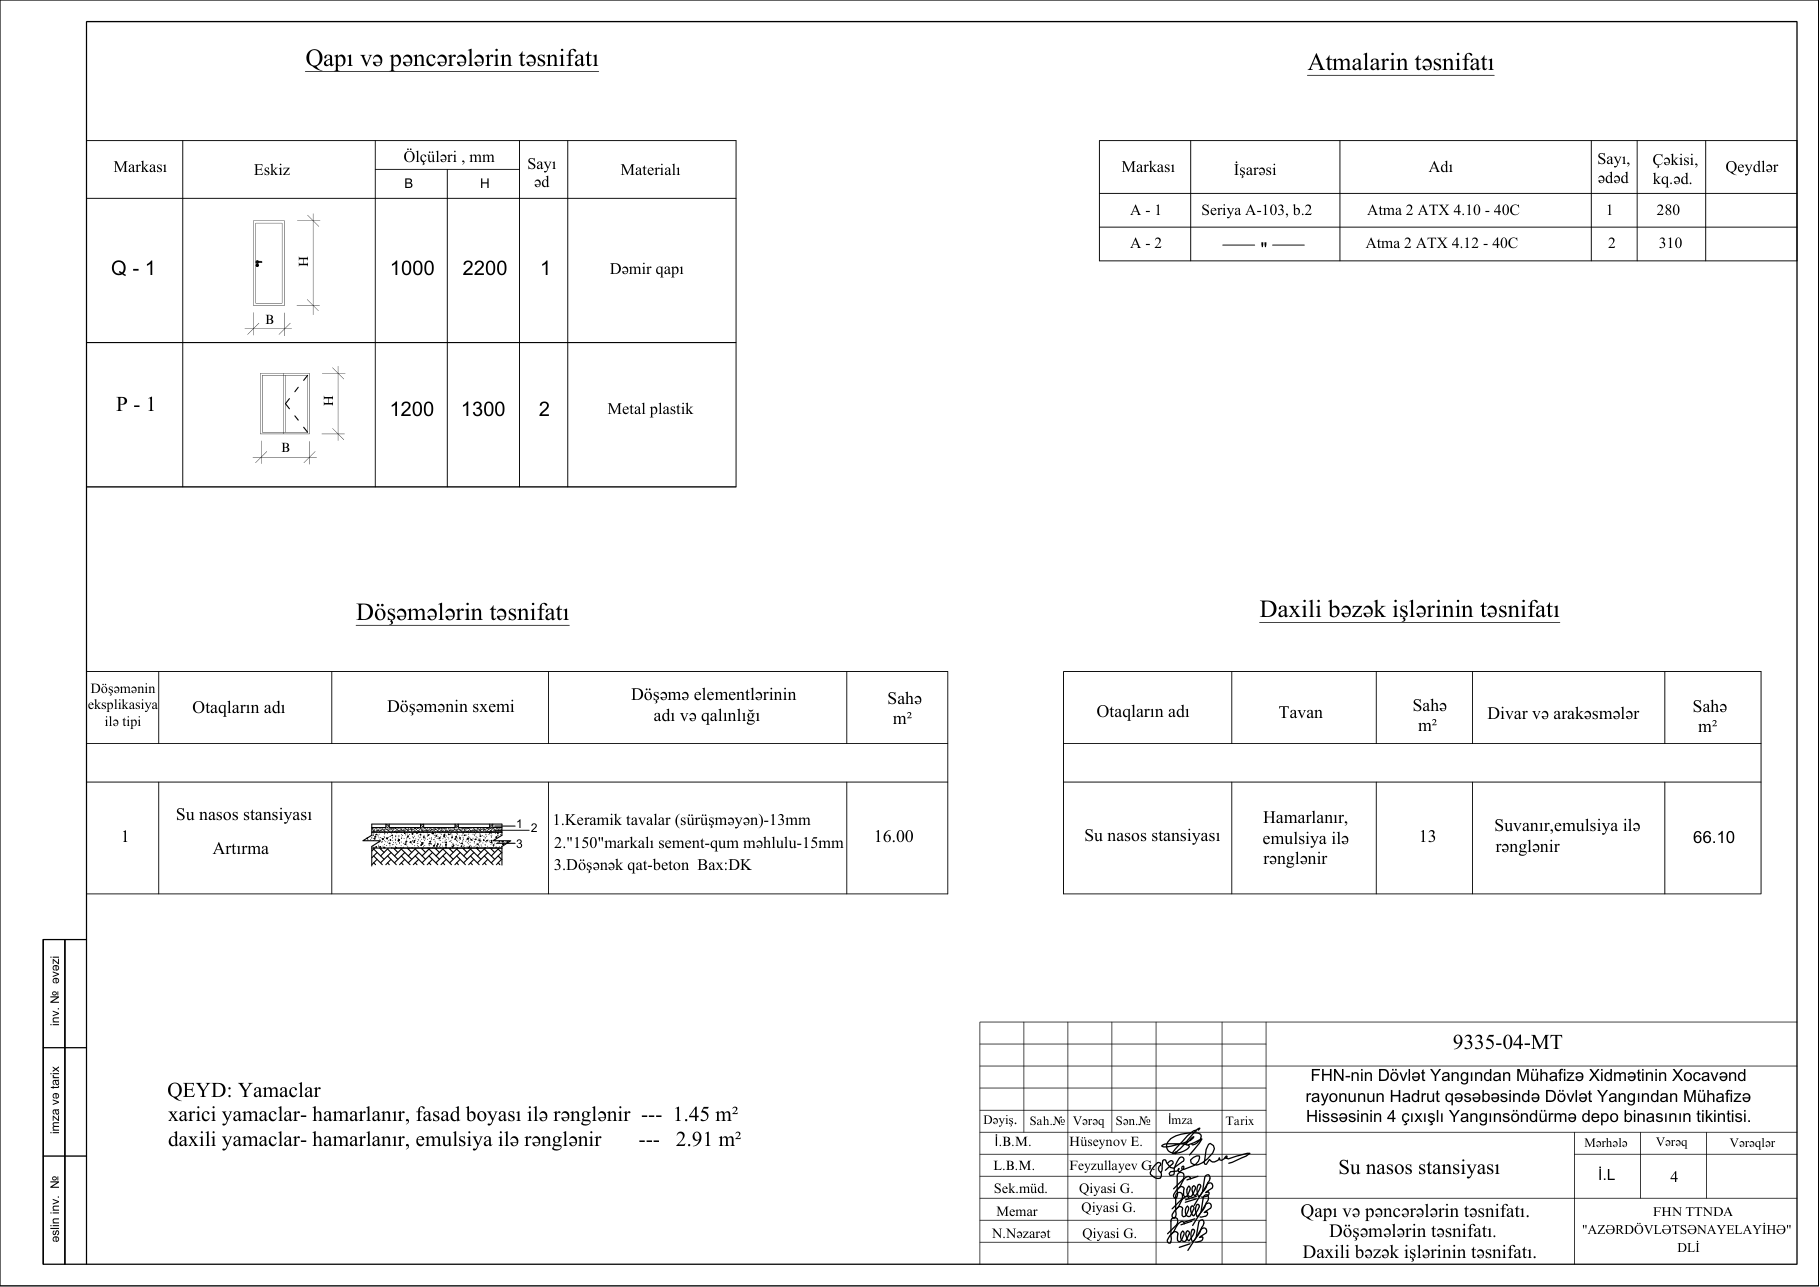 Qapı və pəncərələrin təsnifatı
Markası
Eskiz
Ölçüləri , mm
B
H
Sayı
əd
Materialı
Q - 1
H
B
1000
2200
1
Dəmir qapı
P - 1
H
B
1200
1300
2
Metal plastik
Atmalarin təsnifatı
Markası
İşarəsi
Adı
Sayı,
ədəd
Çəkisi,
kq.əd.
Qeydlər
A - 1
Seriya A-103, b.2
Atma 2 ATX 4.10 - 40C
1
280
A - 2
"
Atma 2 ATX 4.12 - 40C
2
310
Döşəmələrin təsnifatı
Döşəmənin
eksplikasiya
ilə tipi
Otaqların adı
Döşəmənin sxemi
Döşəmə elementlərinin
adı və qalınlığı
Sahə
m²
1
Su nasos stansiyası
Artırma
1
2
3
1.Keramik tavalar (sürüşməyən)-13mm
2."150"markalı sement-qum məhlulu-15mm
3.Döşənək qat-beton Bax:DK
16.00
Daxili bəzək işlərinin təsnifatı
Otaqların adı
Tavan
Sahə
m²
Divar və arakəsmələr
Sahə
m²
Su nasos stansiyası
Hamarlanır,
emulsiya ilə
rənglənir
13
Suvanır,emulsiya ilə
rənglənir
66.10
QEYD: Yamaclar
xarici yamaclar- hamarlanır, fasad boyası ilə rənglənir --- 1.45 m²
daxili yamaclar- hamarlanır, emulsiya ilə rənglənir --- 2.91 m²
inv. № əvəzi
imza və tarix
əslin inv. №
9335-04-MT
FHN-nin Dövlət Yangından Mühafizə Xidmətinin Xocavənd
rayonunun Hadrut qəsəbəsində Dövlət Yangından Mühafizə
Hissəsinin 4 çıxışlı Yangınsöndürmə depo binasının tikintisi.
Dəyiş.
Sah.№
Vərəq
Sən.№
İmza
Tarix
İ.B.M.
Hüseynov E.
L.B.M.
Feyzullayev G.
Sek.müd.
Qiyasi G.
Memar
Qiyasi G.
N.Nəzarət
Qiyasi G.
Su nasos stansiyası
Mərhələ
Vərəq
Vərəqlər
İ.L
4
Qapı və pəncərələrin təsnifatı.
Döşəmələrin təsnifatı.
Daxili bəzək işlərinin təsnifatı.
FHN TTNDA
"AZƏRDÖVLƏTSƏNAYELAYİHƏ"
DLİ